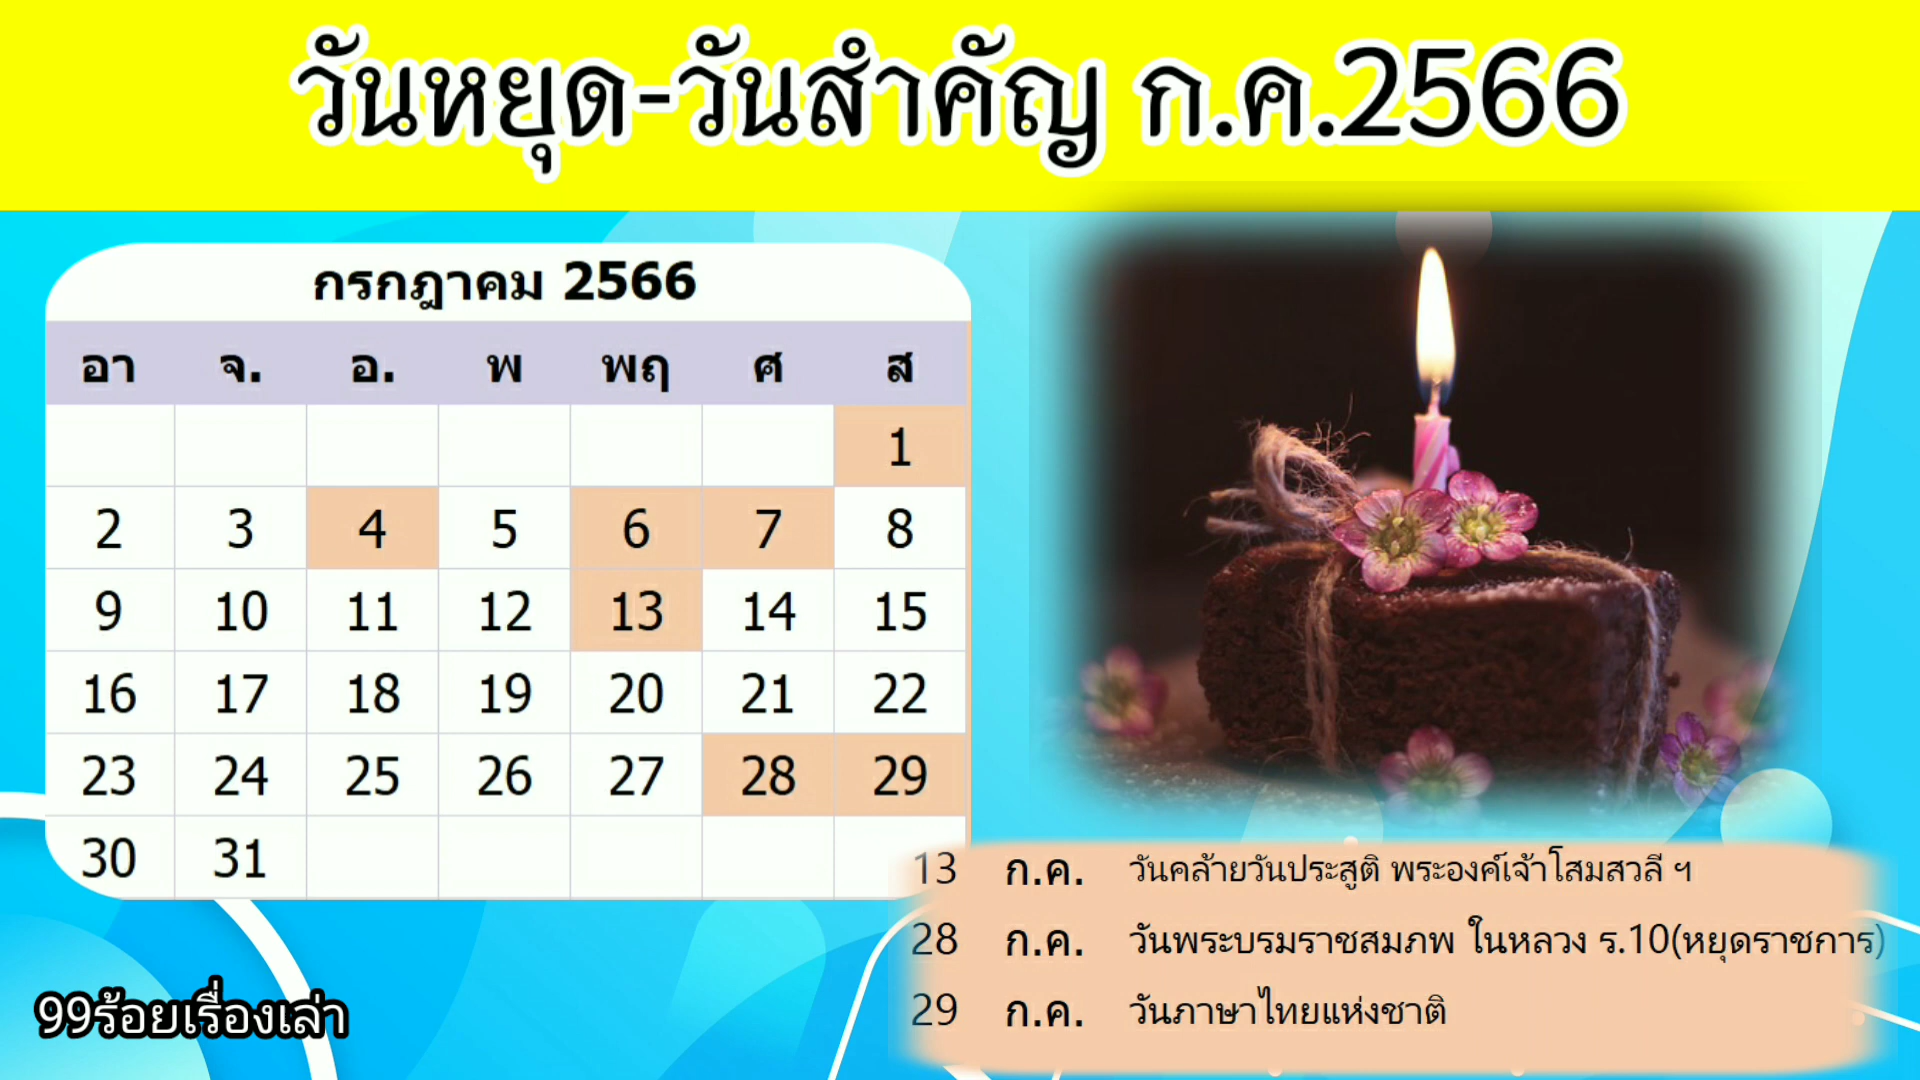 วันหยุด-วันสำคัญ ก.ค.2566
กรกฎาคม 2566
อา จ. อ. พ พฤ ศ ส
1
2 3 4 5 6 7 8
9 10 11 12 13 14 15
16 17 18 19 20 21 22
23 24 25 26 27 28 29
30 31
13 ก.ค. วันคล้ายวันประสูติ พระองค์เจ้าโสมสวลี ฯ
28 ก.ค. วันพระบรมราชสมภพ ในหลวง ร.10(หยุดราชการ)
29 ก.ค. วันภาษาไทยแห่งชาติ
99ร้อยเรื่องเล่า